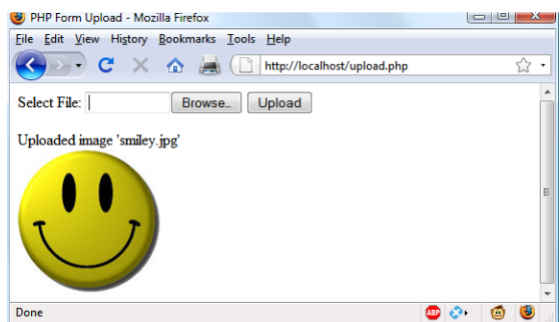 PHP Form Upload - Mozilla Firefox
File Edit View History Bookmarks Tools Help
http://localhost/upload.php
Select File: Browse... Upload
Uploaded image 'smiley.jpg'
Done ABP